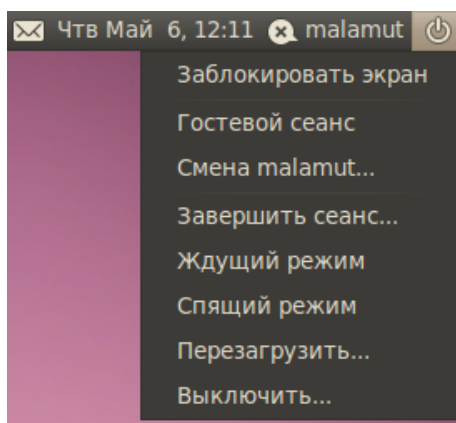 Чтв Май 6, 12:11 malamut
Заблокировать экран
Гостевой сеанс
Смена malamut...
Завершить сеанс...
Ждущий режим
Спящий режим
Перезагрузить...
Выключить...